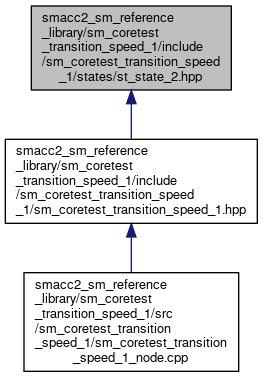 smacc2_sm_reference
_library/sm_coretest
_transition_speed_1/include
/sm_coretest_transition_speed
_1/states/st_state_2.hpp
smacc2_sm_reference
_library/sm_coretest
_transition_speed_1/include
/sm_coretest_transition_speed
_1/sm_coretest_transition_speed_1.hpp
smacc2_sm_reference
_library/sm_coretest
_transition_speed_1/src
/sm_coretest_transition
_speed_1/sm_coretest_transition
_speed_1_node.cpp